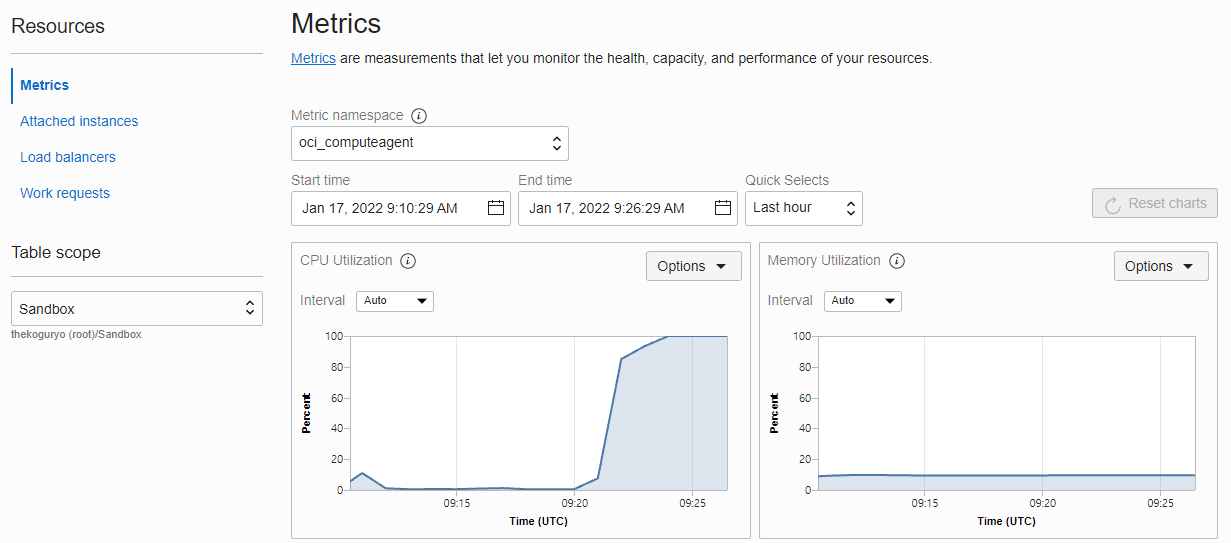 Resources
Metrics
Attached instances
Load balancers
Work requests
Table scope
Sandbox
thekoguryo (root)/Sandbox
Metrics
Metrics are measurements that let you monitor the health, capacity, and performance of your resources.
Metric namespace i
oci_computeagent
Start time End time Quick Selects
Jan 17, 2022 9:10:29 AM Jan 17, 2022 9:26:29 AM Last hour Reset charts
CPU Utilization i Options
Interval Auto
100
80
60
40
20
0
Percent
09:15 09:20 09:25
Time (UTC)
Memory Utilization i Options
Interval Auto
100
80
60
40
20
0
Percent
09:15 09:20 09:25
Time (UTC)